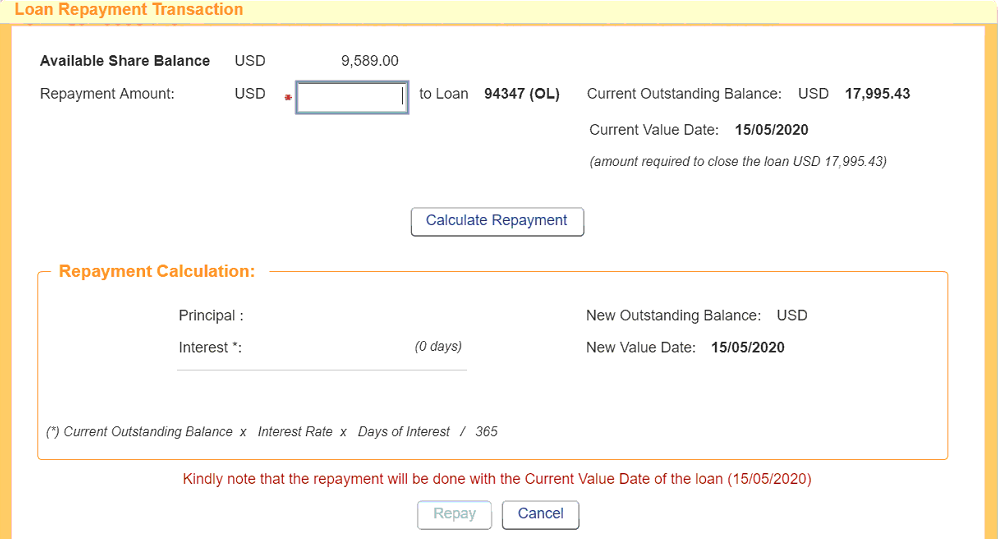 Loan Repayment Transaction
Available Share Balance USD 9,589.00
Repayment Amount: USD * to Loan 94347 (OL) Current Outstanding Balance: USD 17,995.43
Current Value Date: 15/05/2020
(amount required to close the loan USD 17,995.43)
Calculate Repayment
Repayment Calculation:
Principal : New Outstanding Balance: USD
Interest *: (0 days) New Value Date: 15/05/2020
(*) Current Outstanding Balance x Interest Rate x Days of Interest / 365
Kindly note that the repayment will be done with the Current Value Date of the loan (15/05/2020)
Repay Cancel